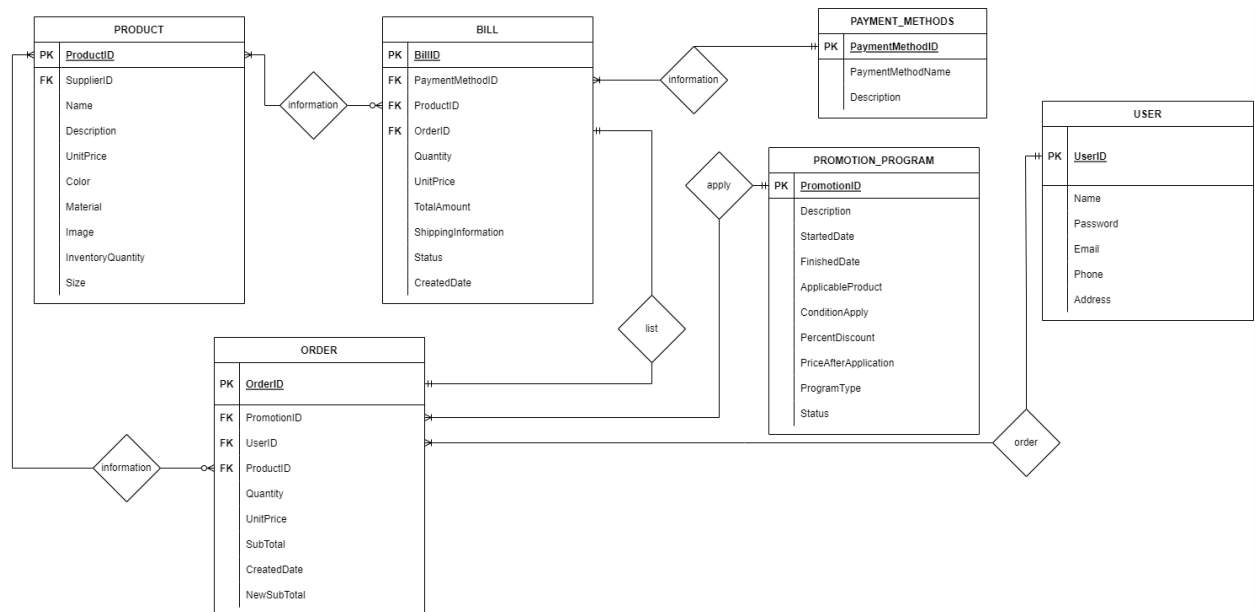 PRODUCT
PK ProductID
FK SupplierID
Name
Description
UnitPrice
Color
Material
Image
InventoryQuantity
Size
information
BILL
PK BillID
FK PaymentMethodID
FK ProductID
FK OrderID
Quantity
UnitPrice
TotalAmount
ShippingInformation
Status
CreatedDate
information
PAYMENT_METHODS
PK PaymentMethodID
PaymentMethodName
Description
USER
PK UserID
Name
Password
Email
Phone
Address
apply
PROMOTION_PROGRAM
PK PromotionID
Description
StartedDate
FinishedDate
ApplicableProduct
ConditionApply
PercentDiscount
PriceAfterApplication
ProgramType
Status
list
order
information
ORDER
PK OrderID
FK PromotionID
FK UserID
FK ProductID
Quantity
UnitPrice
SubTotal
CreatedDate
NewSubTotal